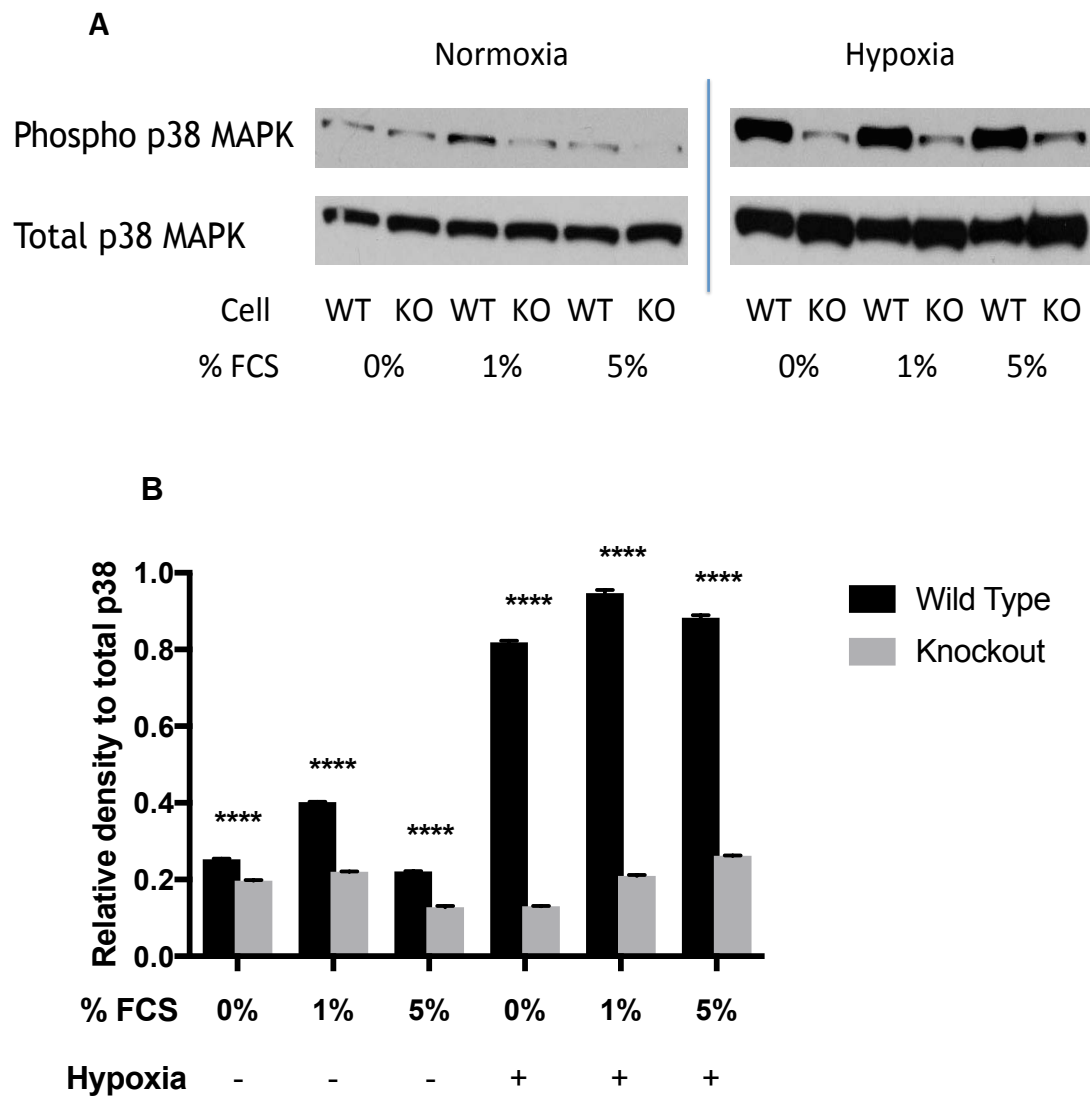 A
Normoxia Hypoxia
Phospho p38 MAPK
Total p38 MAPK
Cell WT KO WT KO WT KO WT KO WT KO WT KO
% FCS 0% 1% 5% 0% 1% 5%
B
Relative density to total p38
1.0
0.8
0.6
0.4
0.2
0.0
**** **** **** **** **** ****
Wild Type
Knockout
% FCS 0% 1% 5% 0% 1% 5%
Hypoxia - - - + + +